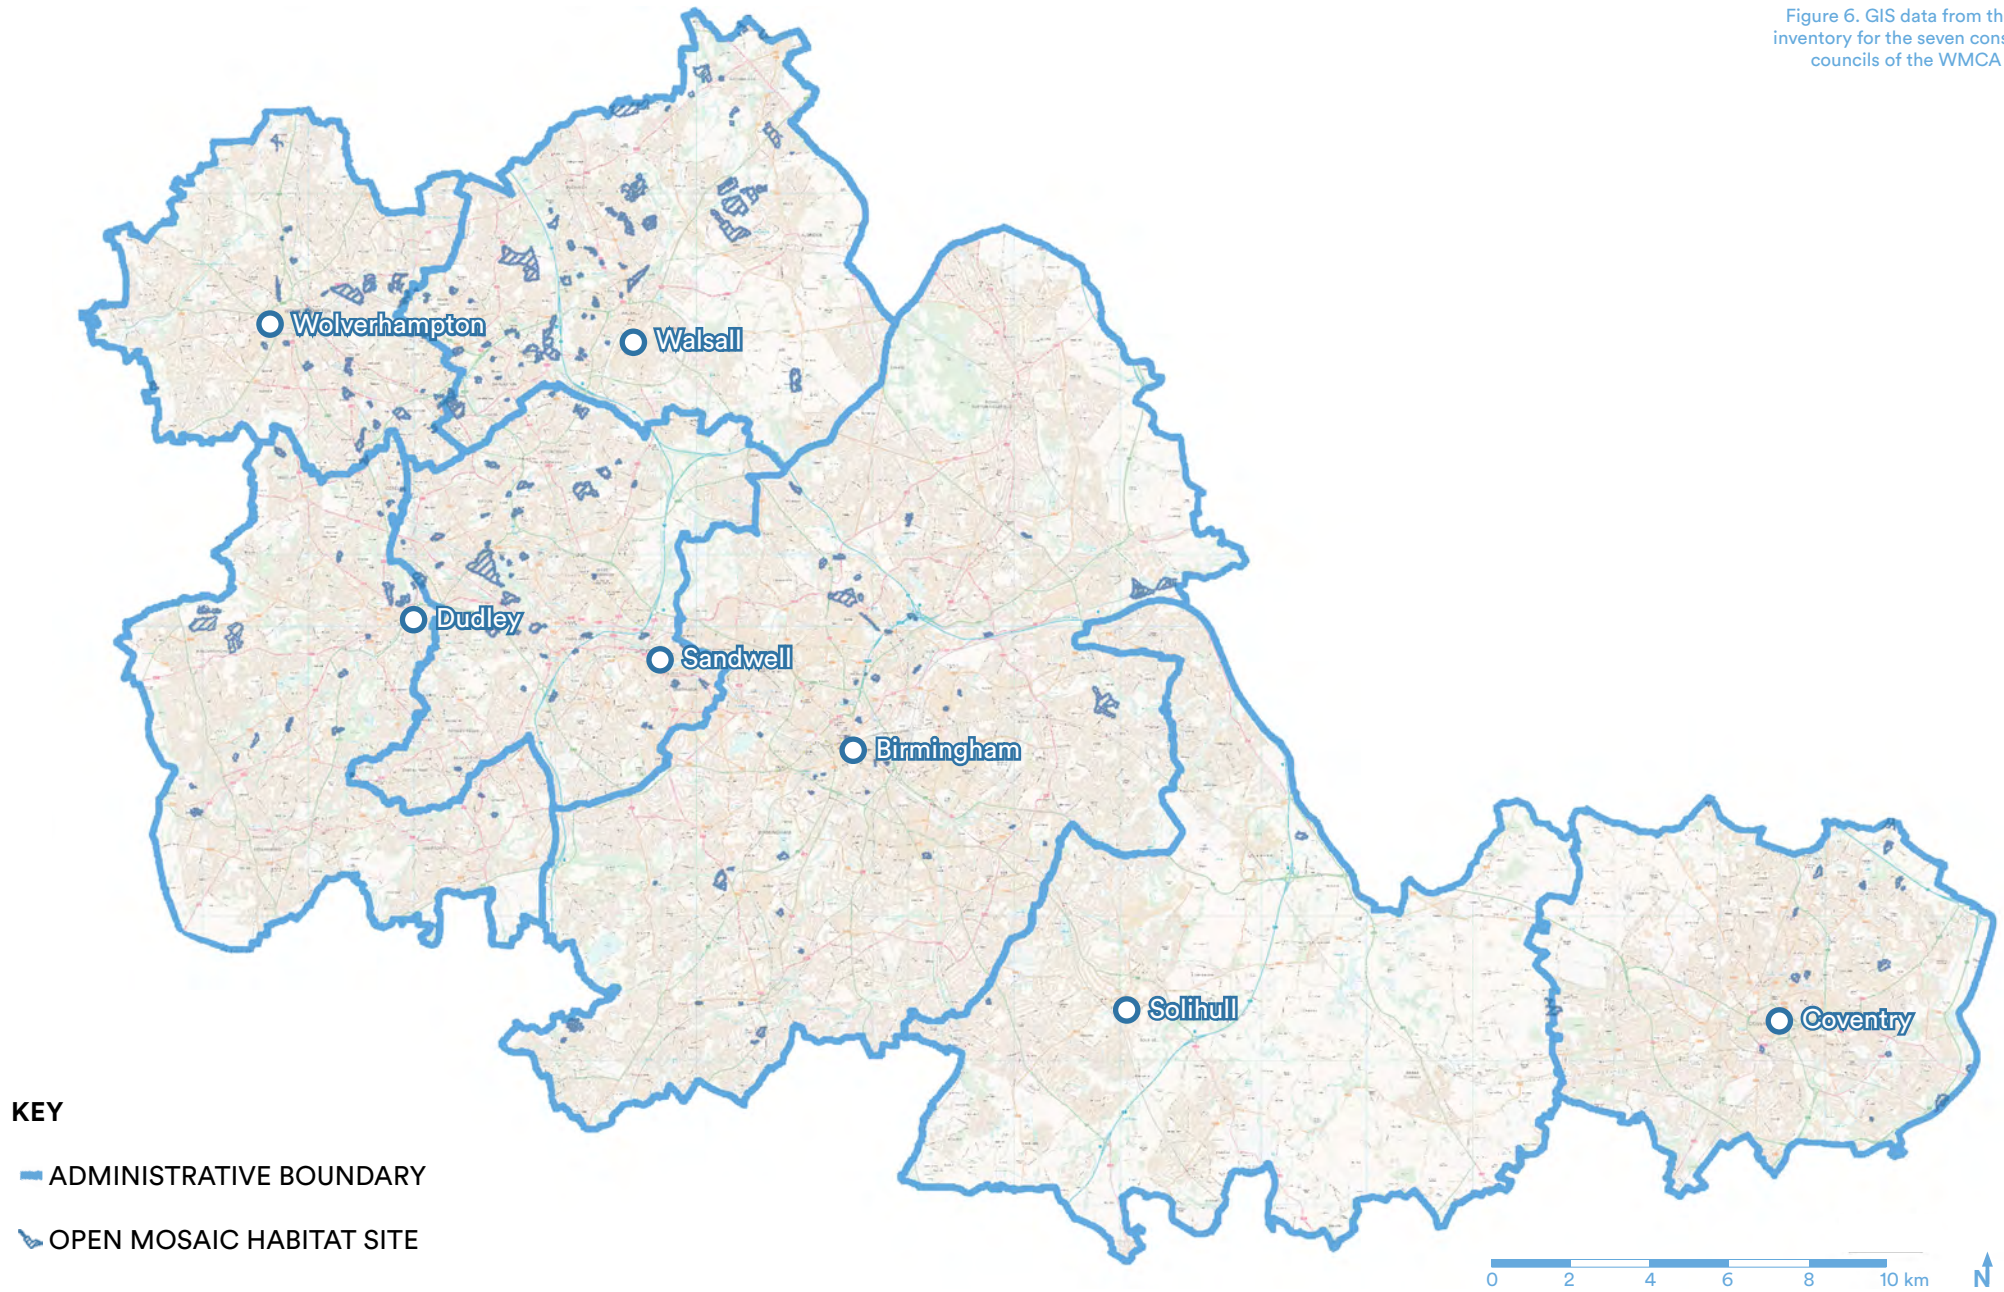 Figure 6. GIS data from th
inventory for the seven cons
councils of the WMCA
Wolverhampton
Walsall
Dudley
Sandwell
Birmingham
Solihull
Coventry
KEY
ADMINISTRATIVE BOUNDARY
OPEN MOSAIC HABITAT SITE
0 2 4 6 8 10 km
N